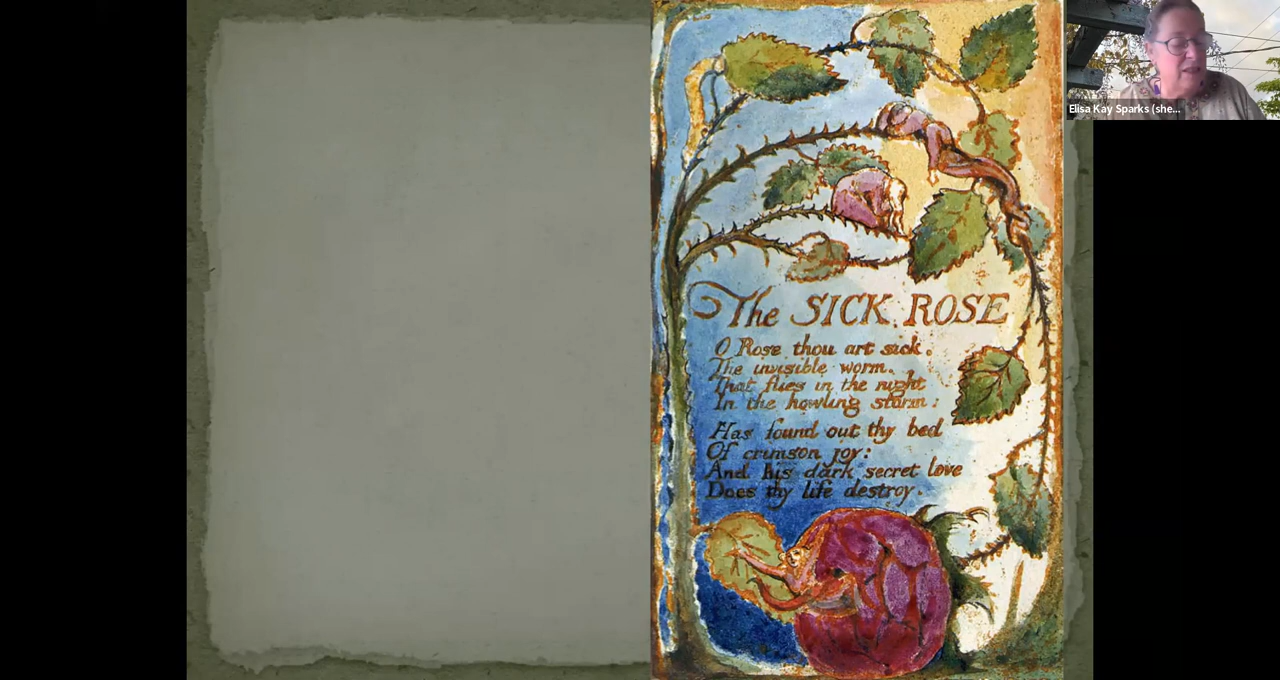 Elisa Kay Sparks (she...
The SICK ROSE
O Rose thou art sick.
The invisible worm.
That flies in the night
In the howling storm:
Has found out thy bed
Of crimson joy:
And his dark secret love
Does thy life destroy.